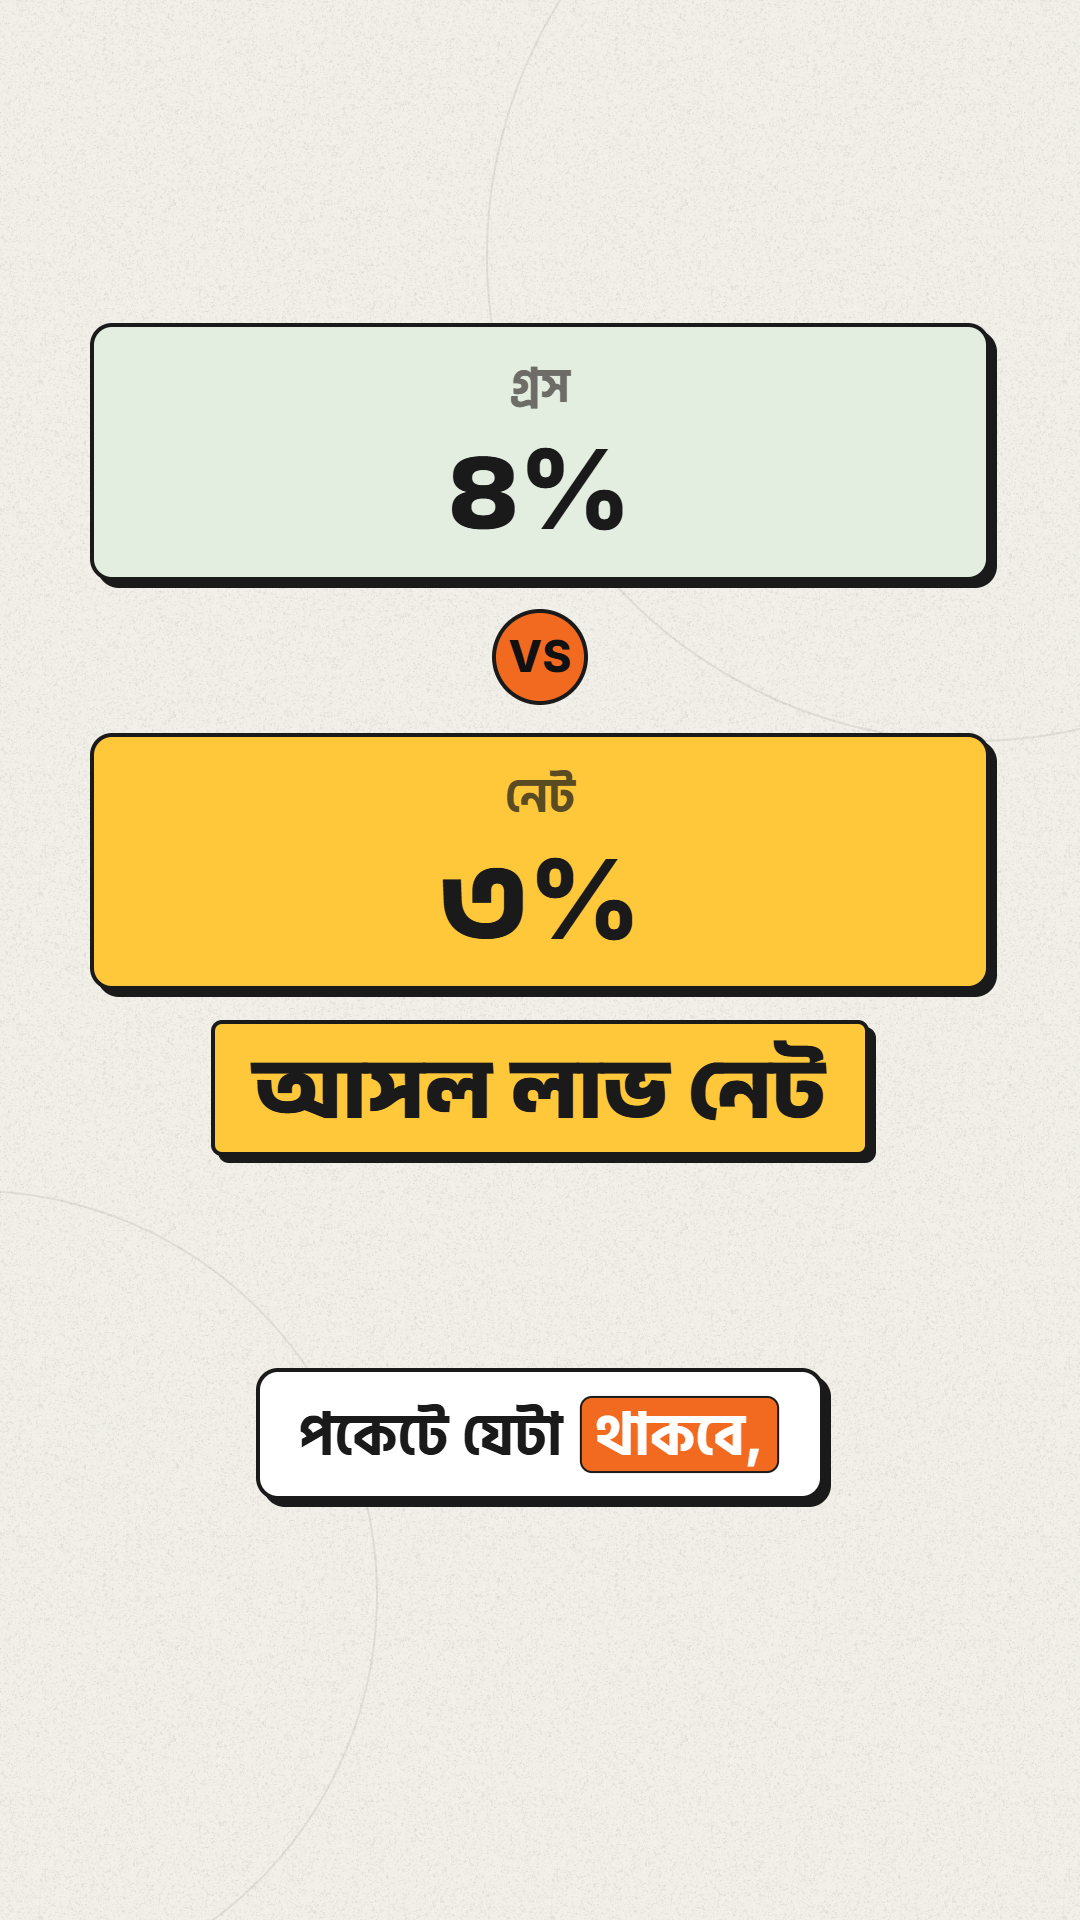 গ্রস
৪%
VS
নেট
৩%
আসল লাভ নেট
পকেটে যেটা থাকবে,